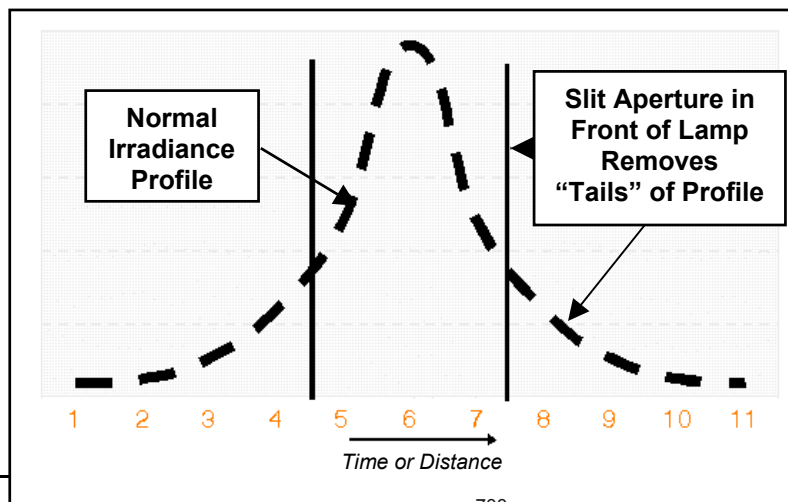 Normal
Irradiance
Profile
Slit Aperture in
Front of Lamp
Removes
“Tails” of Profile
1 2 3 4 5 6 7 8 9 10 11
Time or Distance